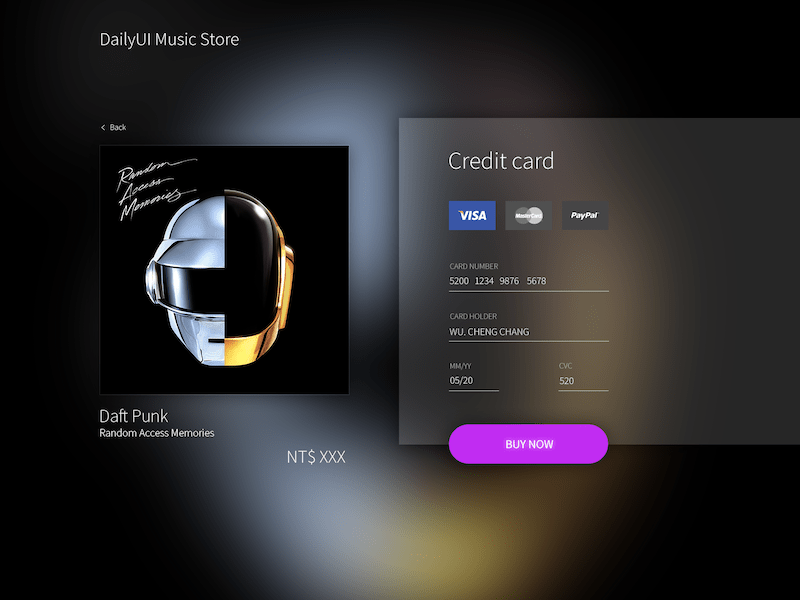 DailyUI Music Store
< Back
Random
Access
Memories
Daft Punk
Random Access Memories
NT$ XXX
Credit card
VISA
MasterCard
PayPal
CARD NUMBER
5200 1234 9876 5678
CARD HOLDER
WU. CHENG CHANG
MM/YY
CVC
05/20
520
BUY NOW